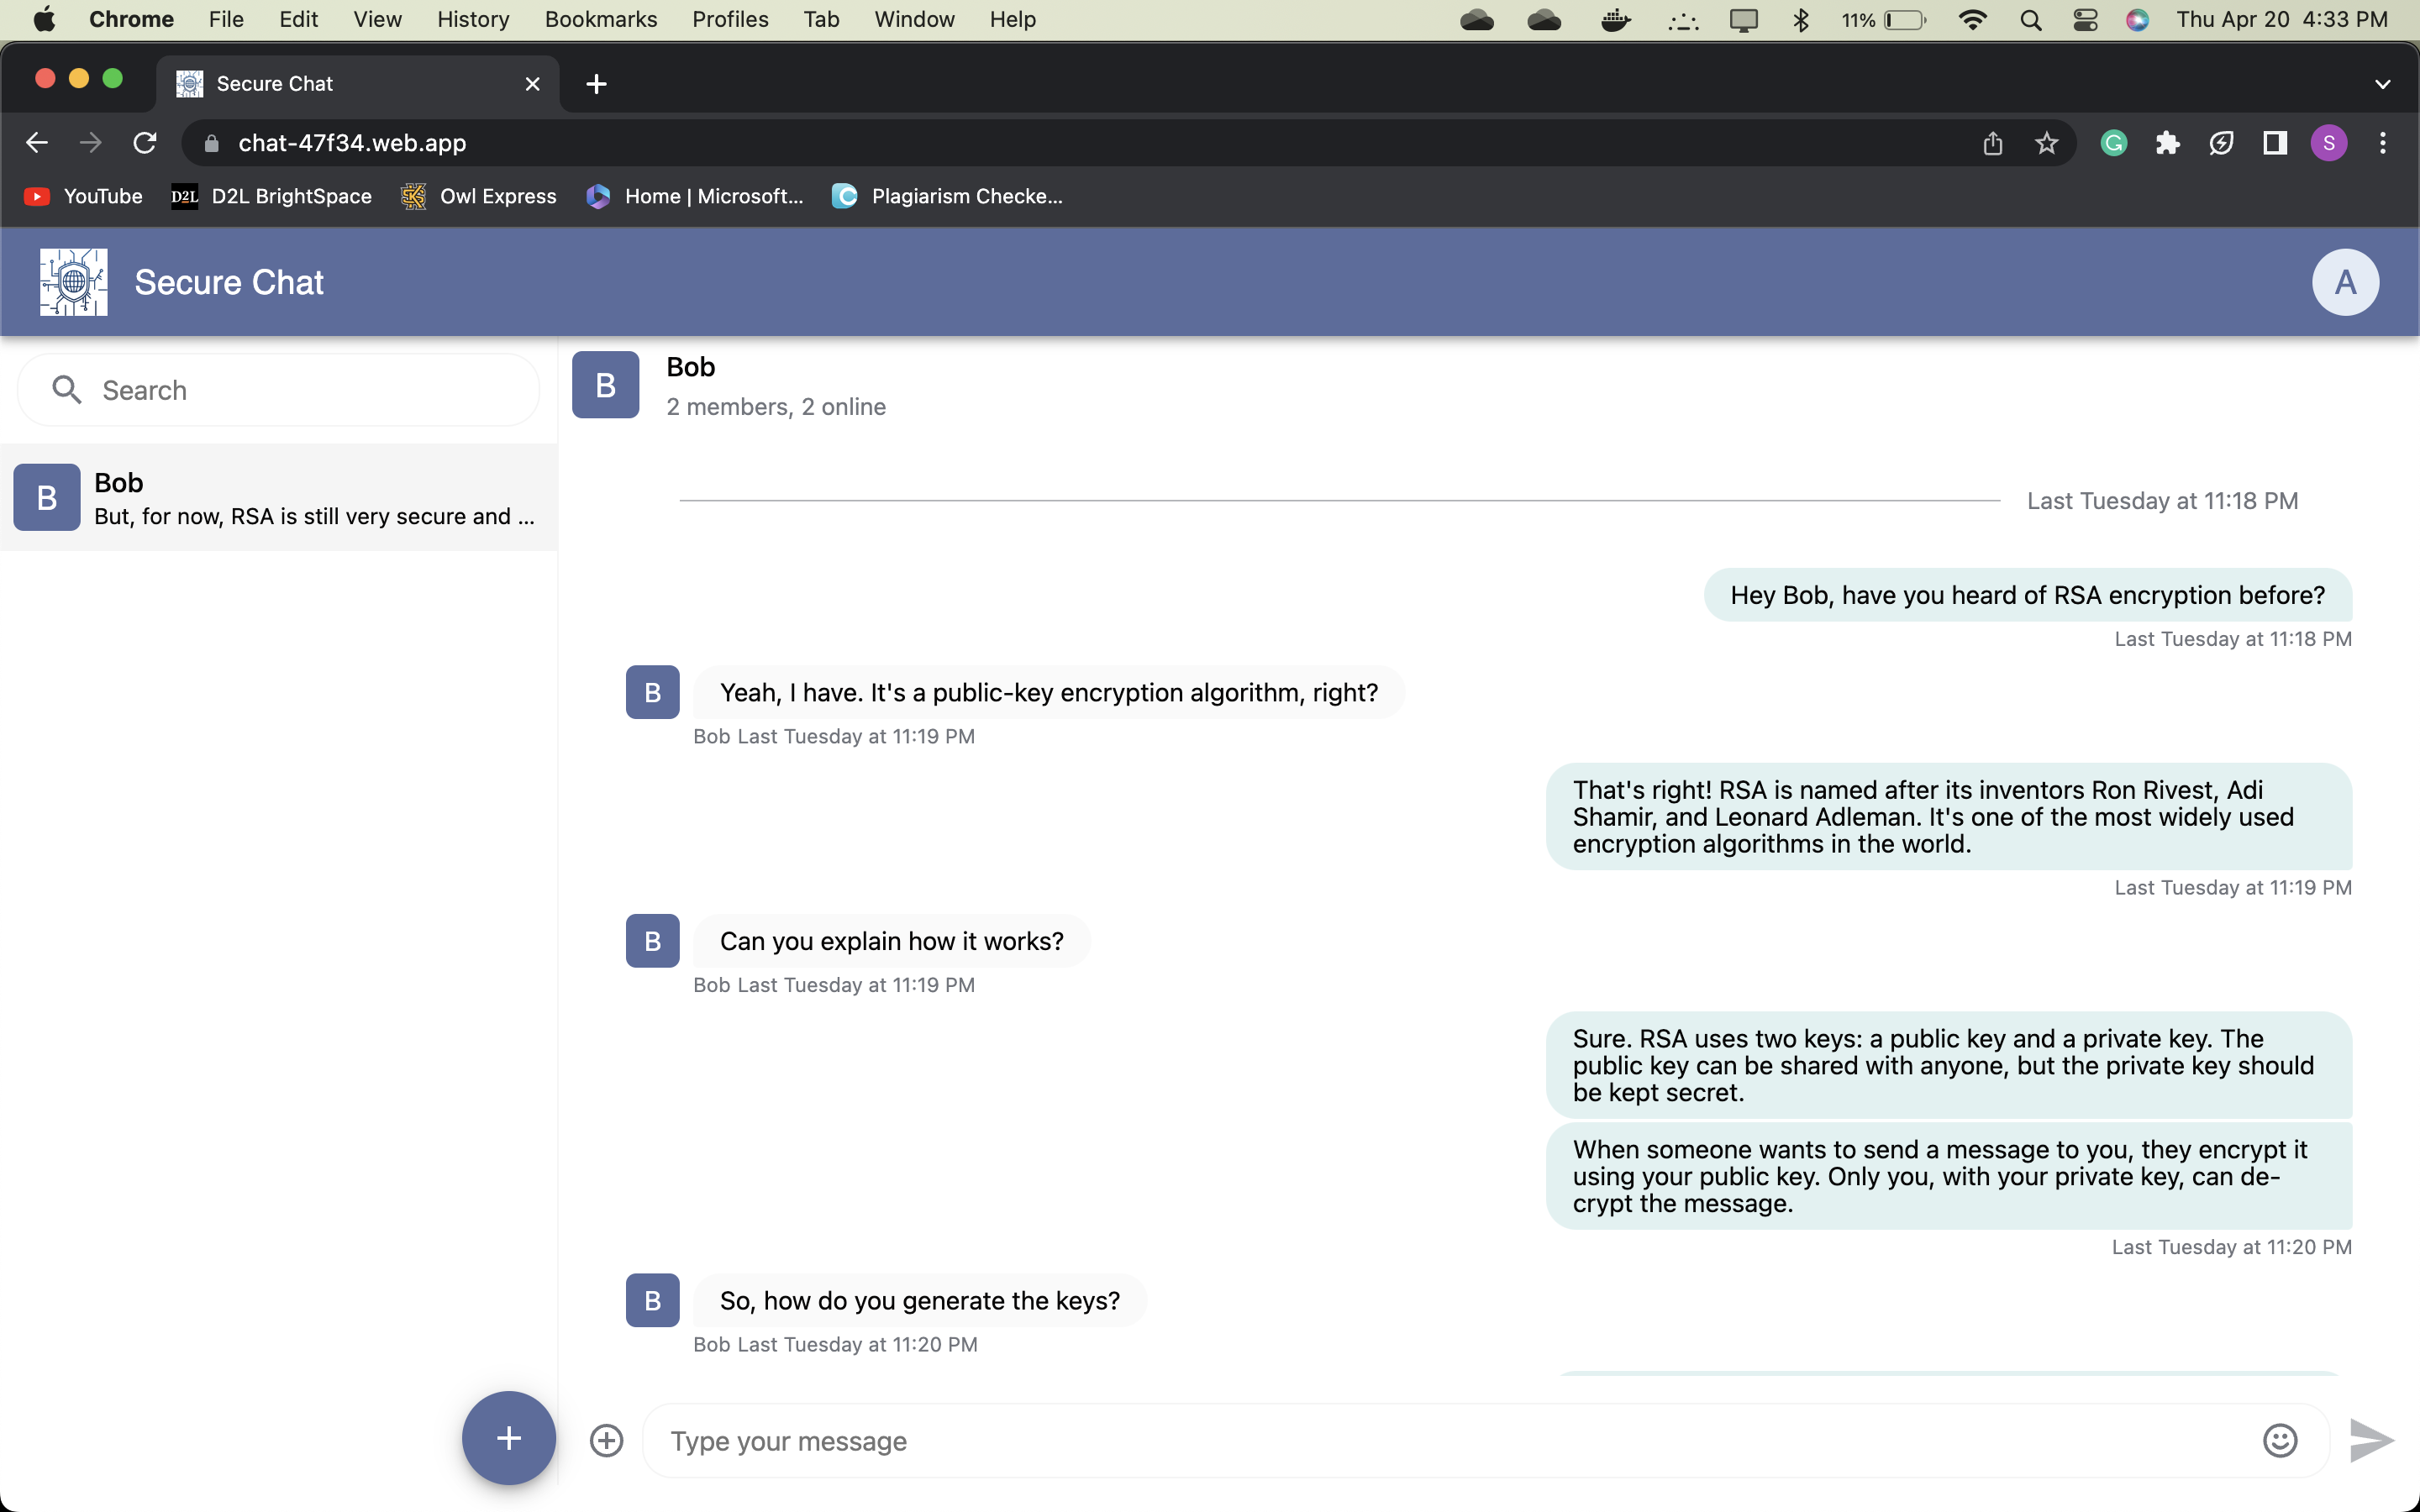 Chrome File Edit View History Bookmarks Profiles Tab Window Help 11% Thu Apr 20 4:33 PM
Secure Chat
chat-47f34.web.app G S
YouTube D2L D2L BrightSpace Owl Express Home | Microsoft... C Plagiarism Checke...
Secure Chat A
Search
B Bob
But, for now, RSA is still very secure and ...
B Bob
2 members, 2 online
Last Tuesday at 11:18 PM
Hey Bob, have you heard of RSA encryption before?
Last Tuesday at 11:18 PM
B Yeah, I have. It's a public-key encryption algorithm, right?
Bob Last Tuesday at 11:19 PM
That's right! RSA is named after its inventors Ron Rivest, Adi
Shamir, and Leonard Adleman. It's one of the most widely used
encryption algorithms in the world.
Last Tuesday at 11:19 PM
B Can you explain how it works?
Bob Last Tuesday at 11:19 PM
Sure. RSA uses two keys: a public key and a private key. The
public key can be shared with anyone, but the private key should
be kept secret.
When someone wants to send a message to you, they encrypt it
using your public key. Only you, with your private key, can de-
crypt the message.
Last Tuesday at 11:20 PM
B So, how do you generate the keys?
Bob Last Tuesday at 11:20 PM
Type your message